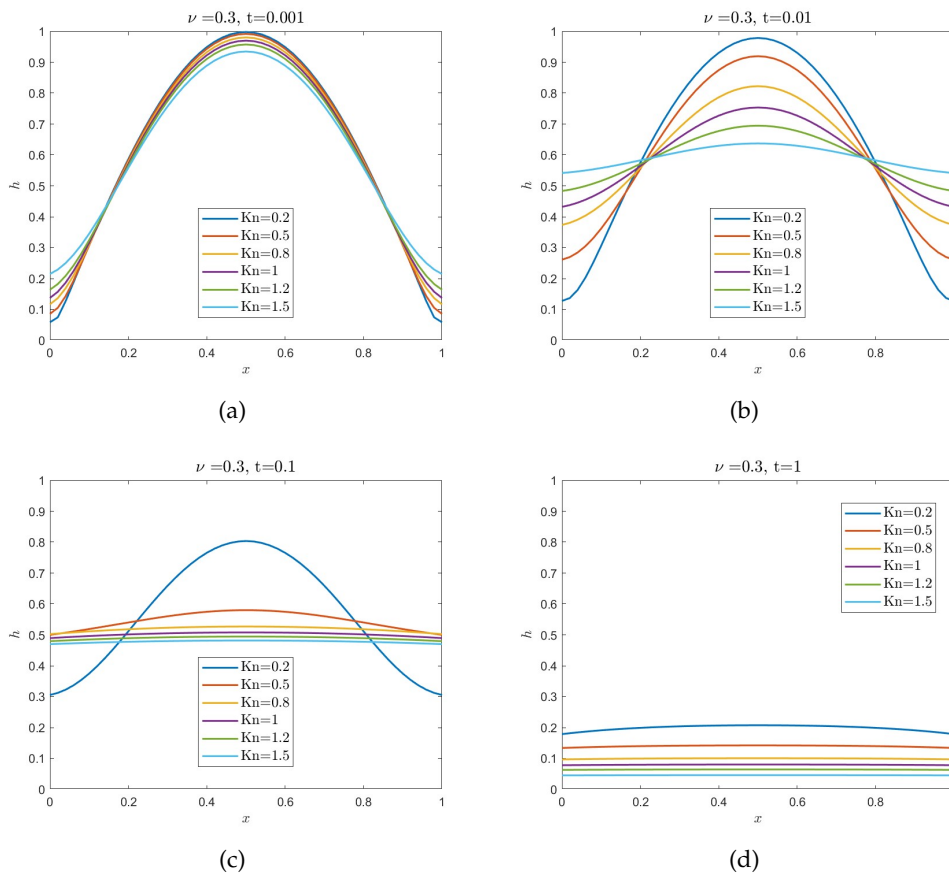 ν =0.3, t=0.001
1
0.9
0.8
0.7
0.6
0.5
0.4
0.3
0.2
0.1
0
h
Kn=0.2
Kn=0.5
Kn=0.8
Kn=1
Kn=1.2
Kn=1.5
0 0.2 0.4 0.6 0.8 1
x
(a)
ν =0.3, t=0.01
1
0.9
0.8
0.7
0.6
0.5
0.4
0.3
0.2
0.1
0
h
Kn=0.2
Kn=0.5
Kn=0.8
Kn=1
Kn=1.2
Kn=1.5
0 0.2 0.4 0.6 0.8
x
(b)
ν =0.3, t=0.1
1
0.9
0.8
0.7
0.6
0.5
0.4
0.3
0.2
0.1
0
h
Kn=0.2
Kn=0.5
Kn=0.8
Kn=1
Kn=1.2
Kn=1.5
0 0.2 0.4 0.6 0.8 1
x
(c)
ν =0.3, t=1
1
0.9
0.8
0.7
0.6
0.5
0.4
0.3
0.2
0.1
0
h
Kn=0.2
Kn=0.5
Kn=0.8
Kn=1
Kn=1.2
Kn=1.5
0 0.2 0.4 0.6 0.8
x
(d)